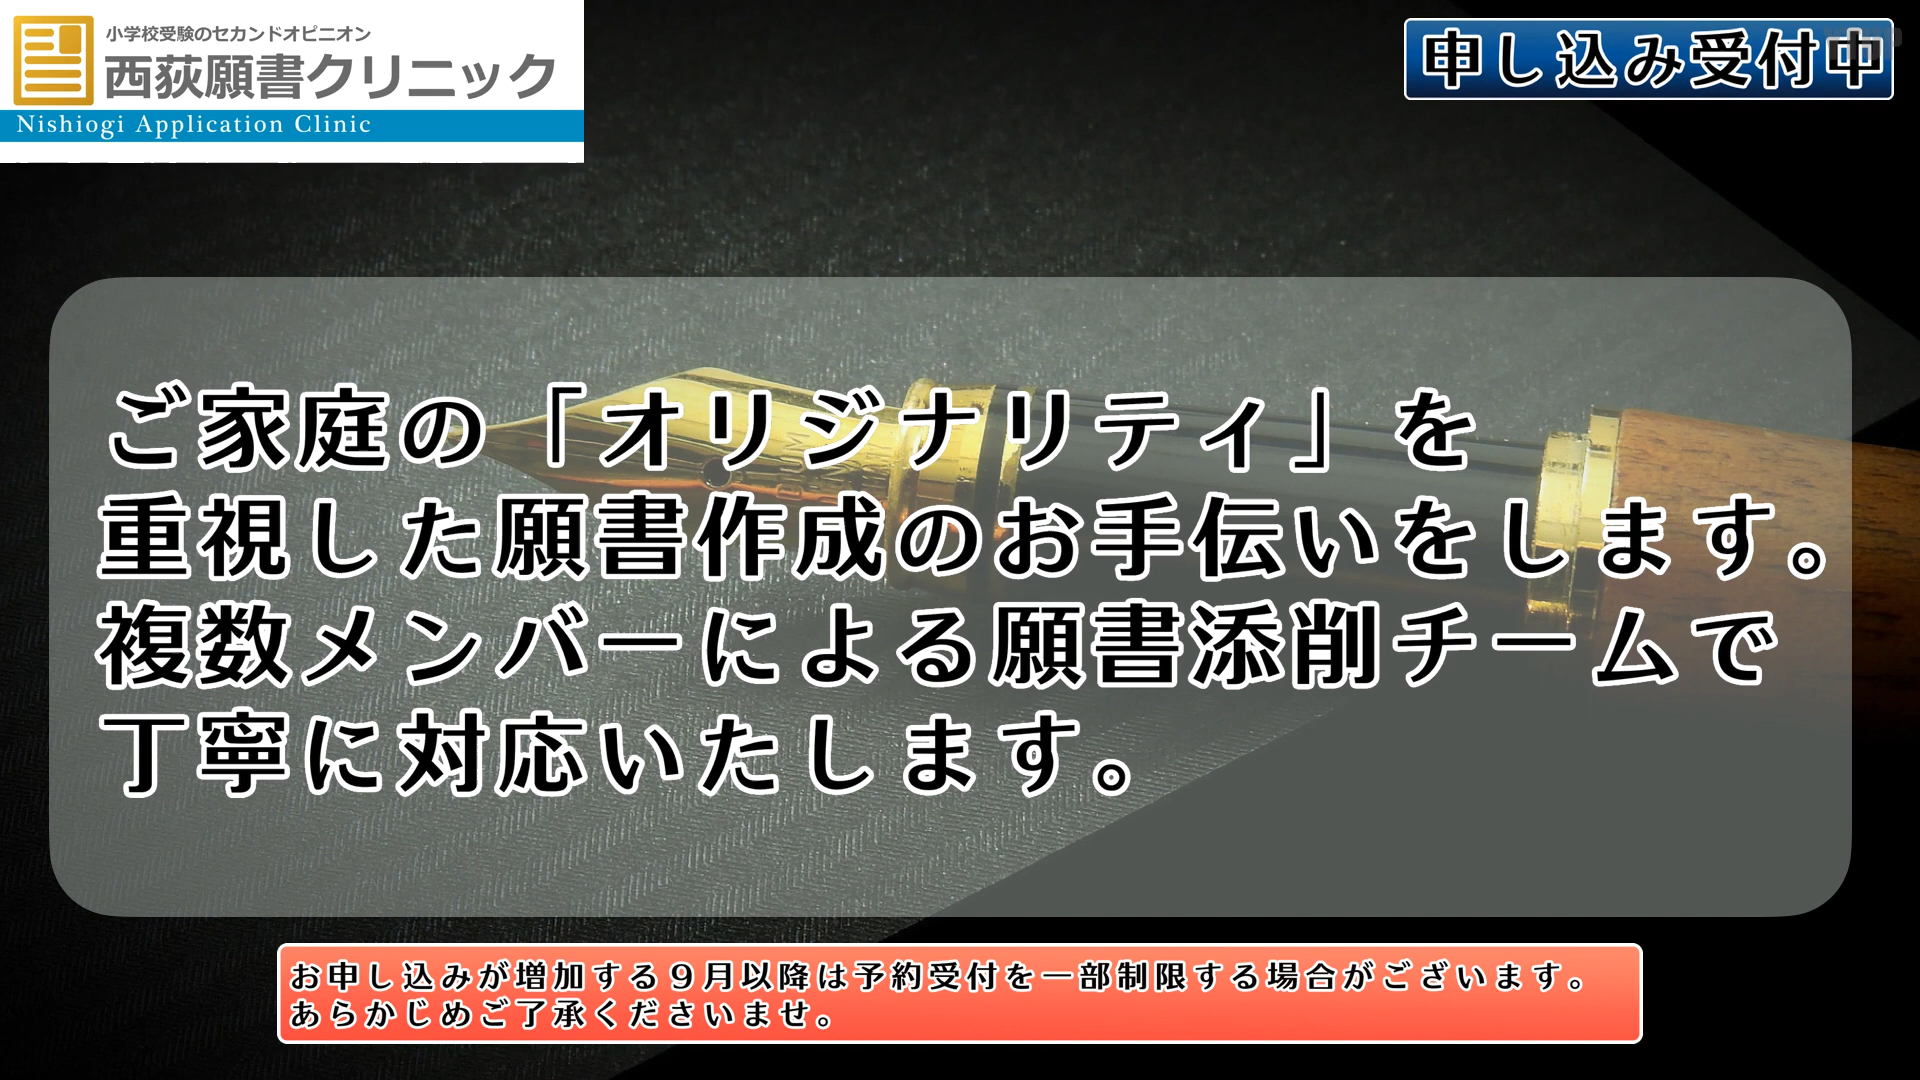 小学校受験のセカンドオピニオン
西荻願書クリニック
Nishiogi Application Clinic
申し込み受付中
ご家庭の「オリジナリティ」を
重視した願書作成のお手伝いをします。
複数メンバーによる願書添削チームで
丁寧に対応いたします。
お申し込みが増加する９月以降は予約受付を一部制限する場合がございます。
あらかじめご了承くださいませ。